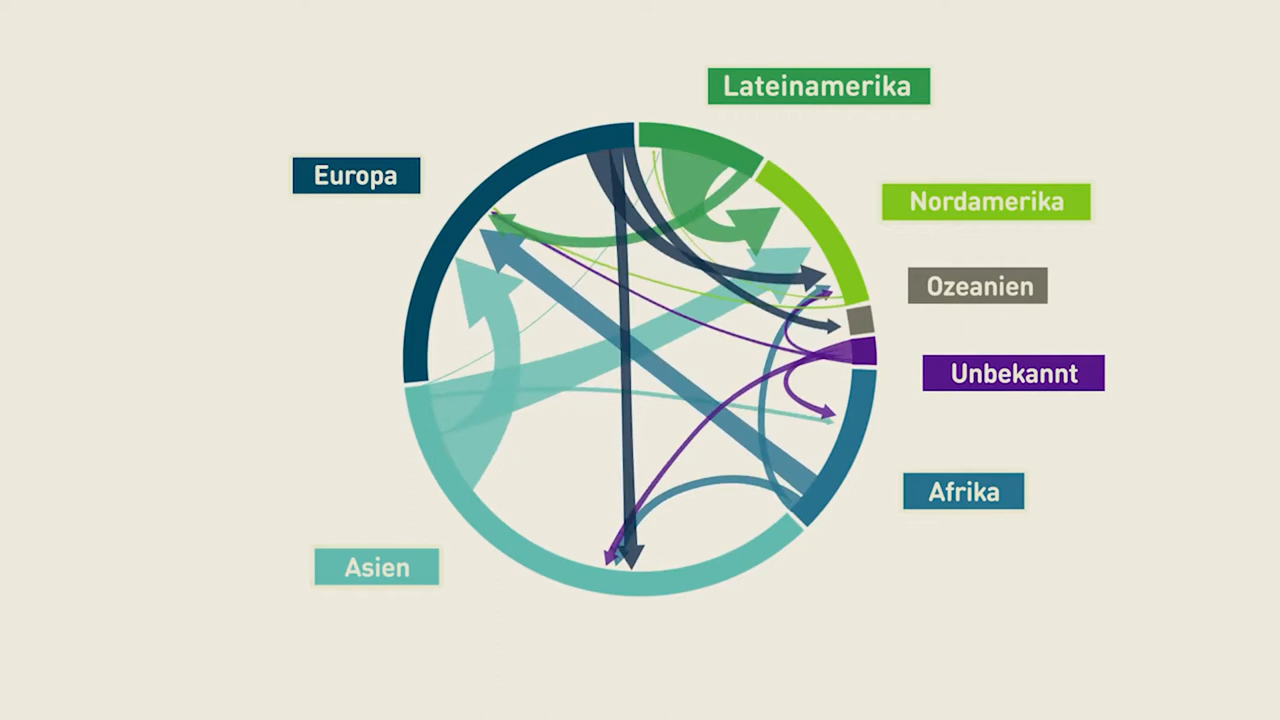 Lateinamerika
Europa
Nordamerika
Ozeanien
Unbekannt
Afrika
Asien